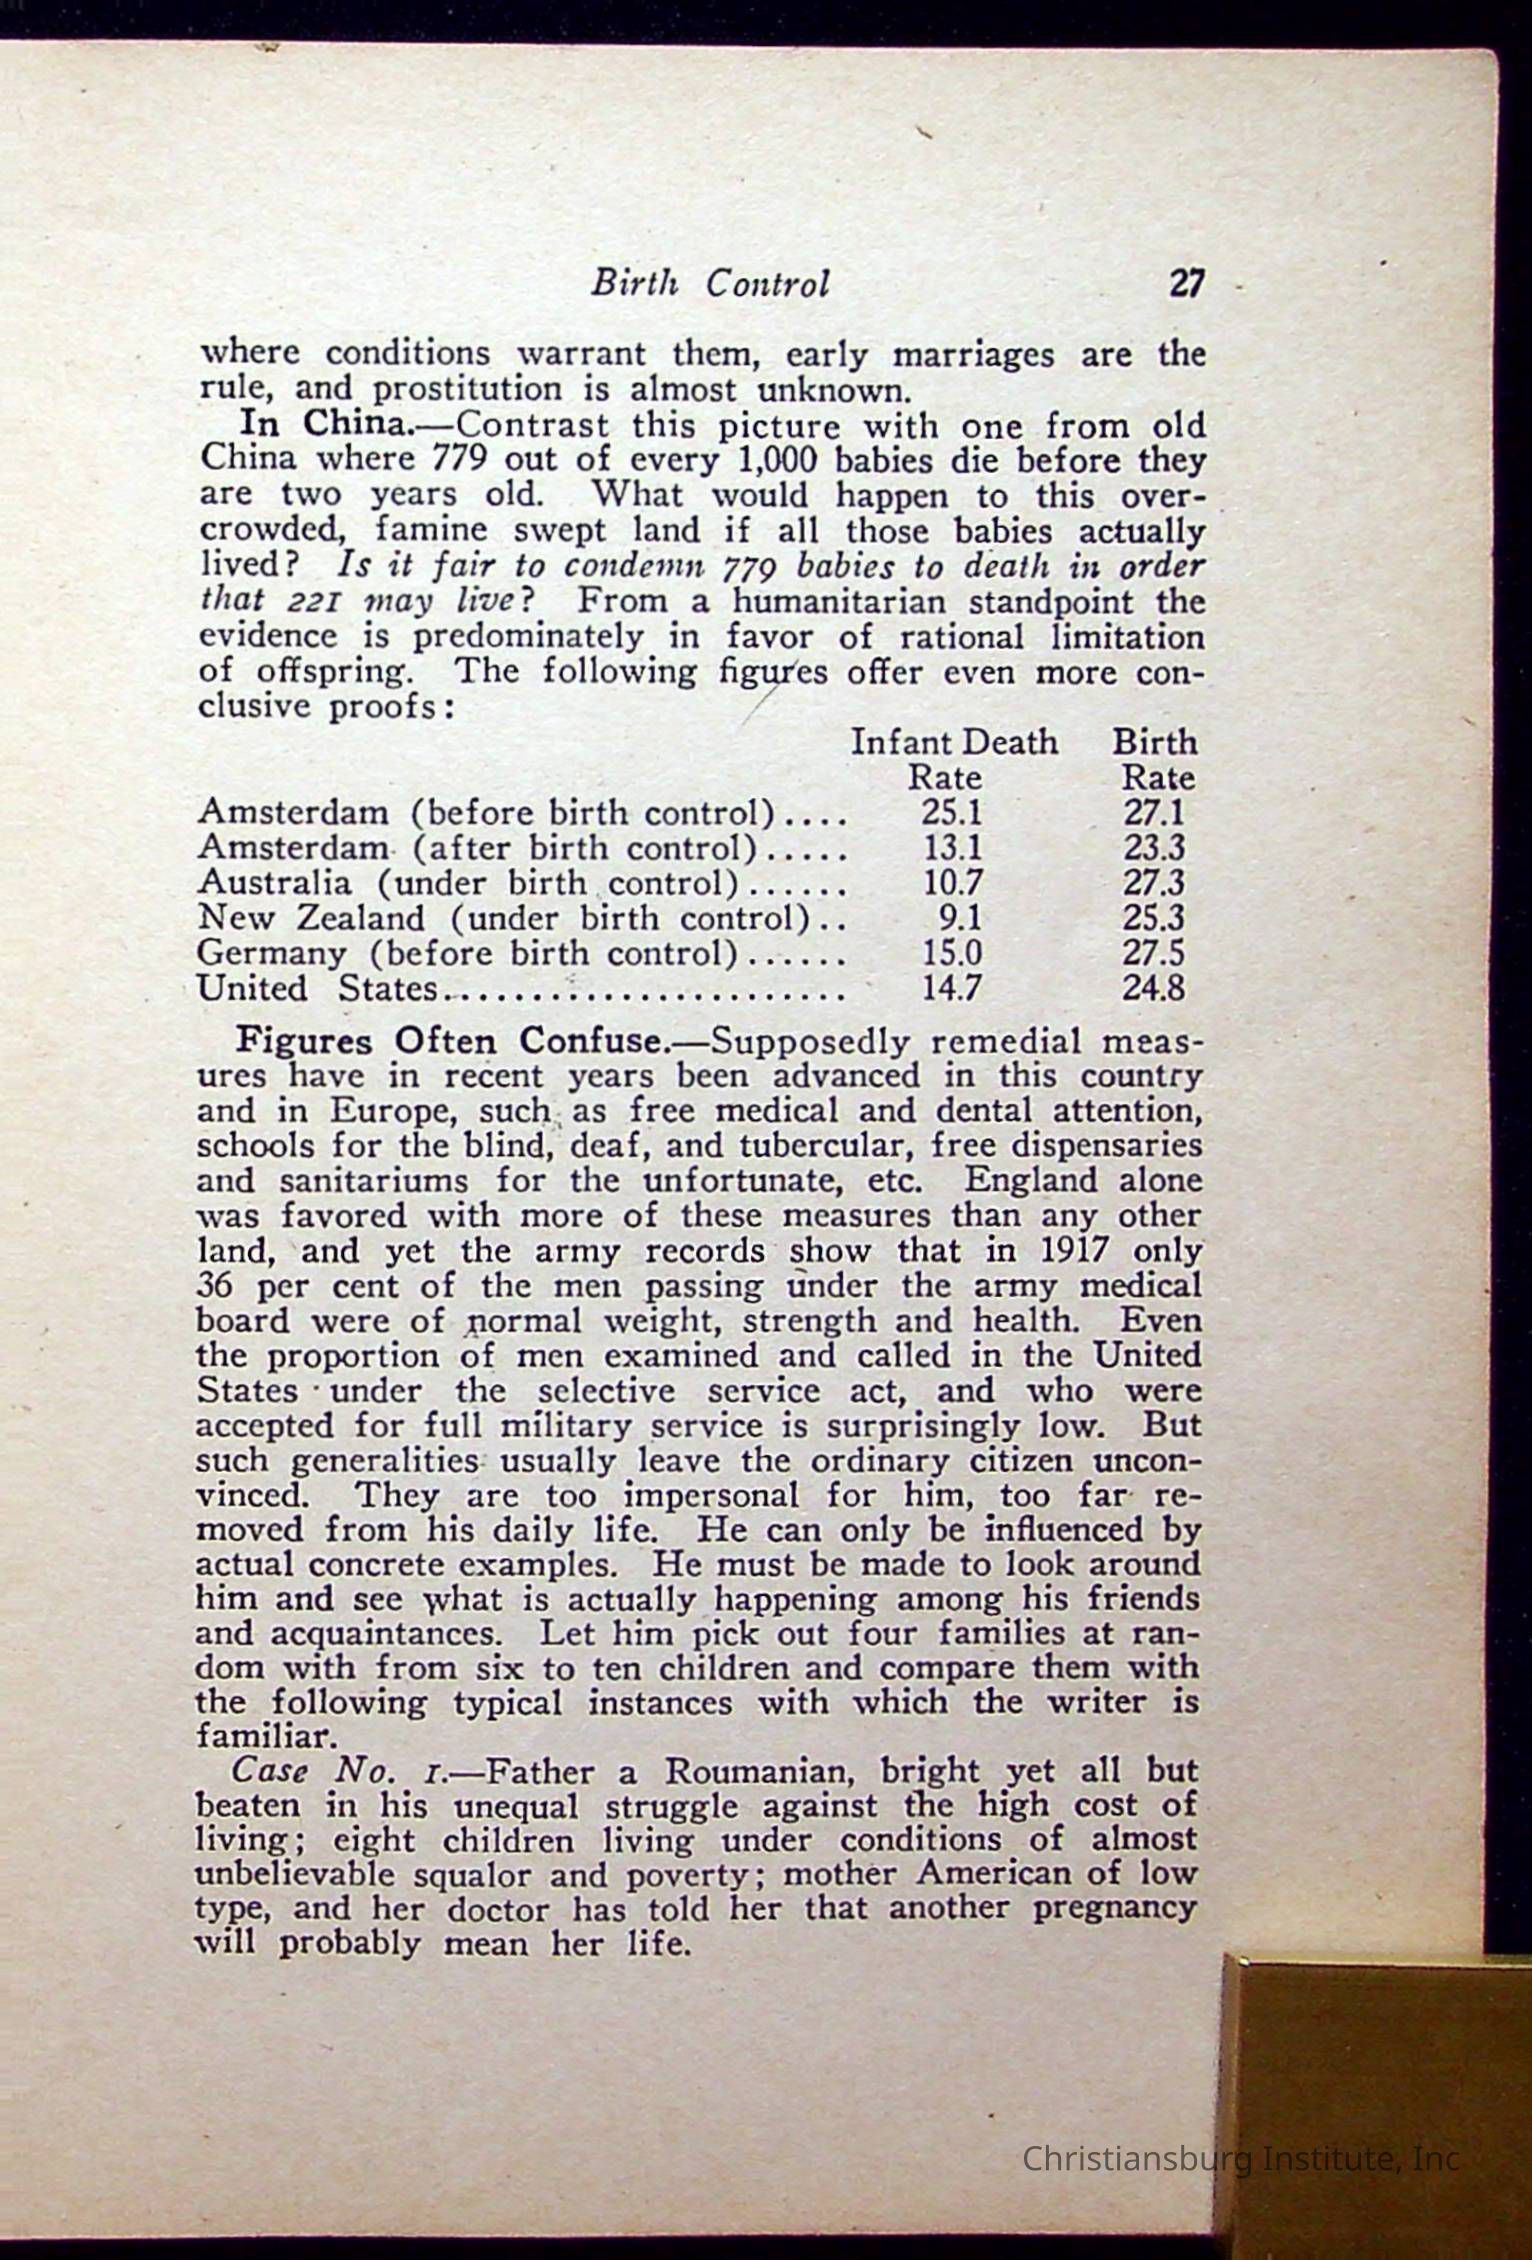 Birth Control 27
where conditions warrant them, early marriages are the
rule, and prostitution is almost unknown.
In China.—Contrast this picture with one from old
China where 779 out of every 1,000 babies die before they
are two years old. What would happen to this over-
crowded, famine swept land if all those babies actually
lived? Is it fair to condemn 779 babies to death in order
that 221 may live? From a humanitarian standpoint the
evidence is predominately in favor of rational limitation
of offspring. The following figures offer even more con-
clusive proofs:
Infant Death Birth
Rate Rate
Amsterdam (before birth control).... 25.1 27.1
Amsterdam (after birth control)..... 13.1 23.3
Australia (under birth control)...... 10.7 27.3
New Zealand (under birth control).. 9.1 25.3
Germany (before birth control)...... 15.0 27.5
United States....................... 14.7 24.8
Figures Often Confuse.—Supposedly remedial meas-
ures have in recent years been advanced in this country
and in Europe, such as free medical and dental attention,
schools for the blind, deaf, and tubercular, free dispensaries
and sanitariums for the unfortunate, etc. England alone
was favored with more of these measures than any other
land, and yet the army records show that in 1917 only
36 per cent of the men passing under the army medical
board were of normal weight, strength and health. Even
the proportion of men examined and called in the United
States under the selective service act, and who were
accepted for full military service is surprisingly low. But
such generalities usually leave the ordinary citizen uncon-
vinced. They are too impersonal for him, too far re-
moved from his daily life. He can only be influenced by
actual concrete examples. He must be made to look around
him and see what is actually happening among his friends
and acquaintances. Let him pick out four families at ran-
dom with from six to ten children and compare them with
the following typical instances with which the writer is
familiar.
Case No. 1.—Father a Roumanian, bright yet all but
beaten in his unequal struggle against the high cost of
living; eight children living under conditions of almost
unbelievable squalor and poverty; mother American of low
type, and her doctor has told her that another pregnancy
will probably mean her life.
Christiansburg Institute, Inc